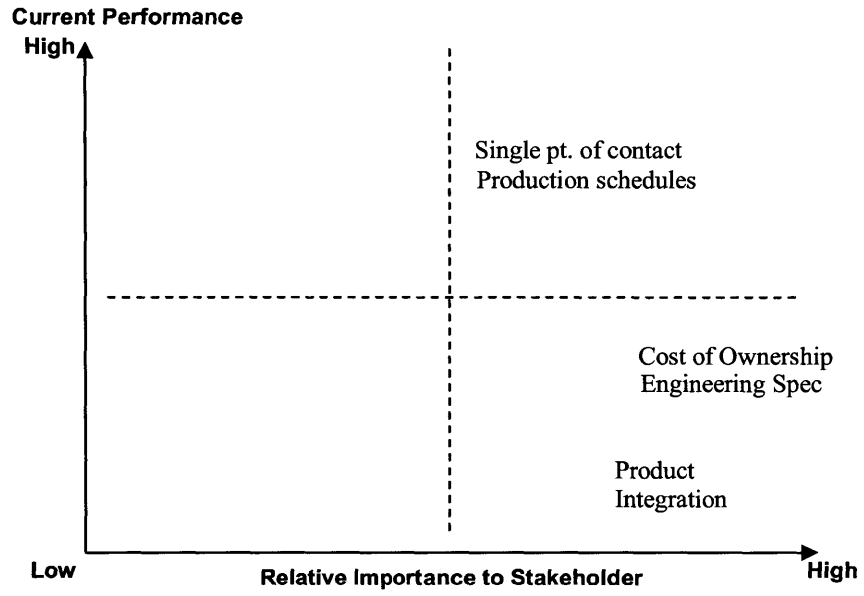 Current Performance
High
Single pt. of contact
Production schedules
Cost of Ownership
Engineering Spec
Product
Integration
Low
Relative Importance to Stakeholder
High